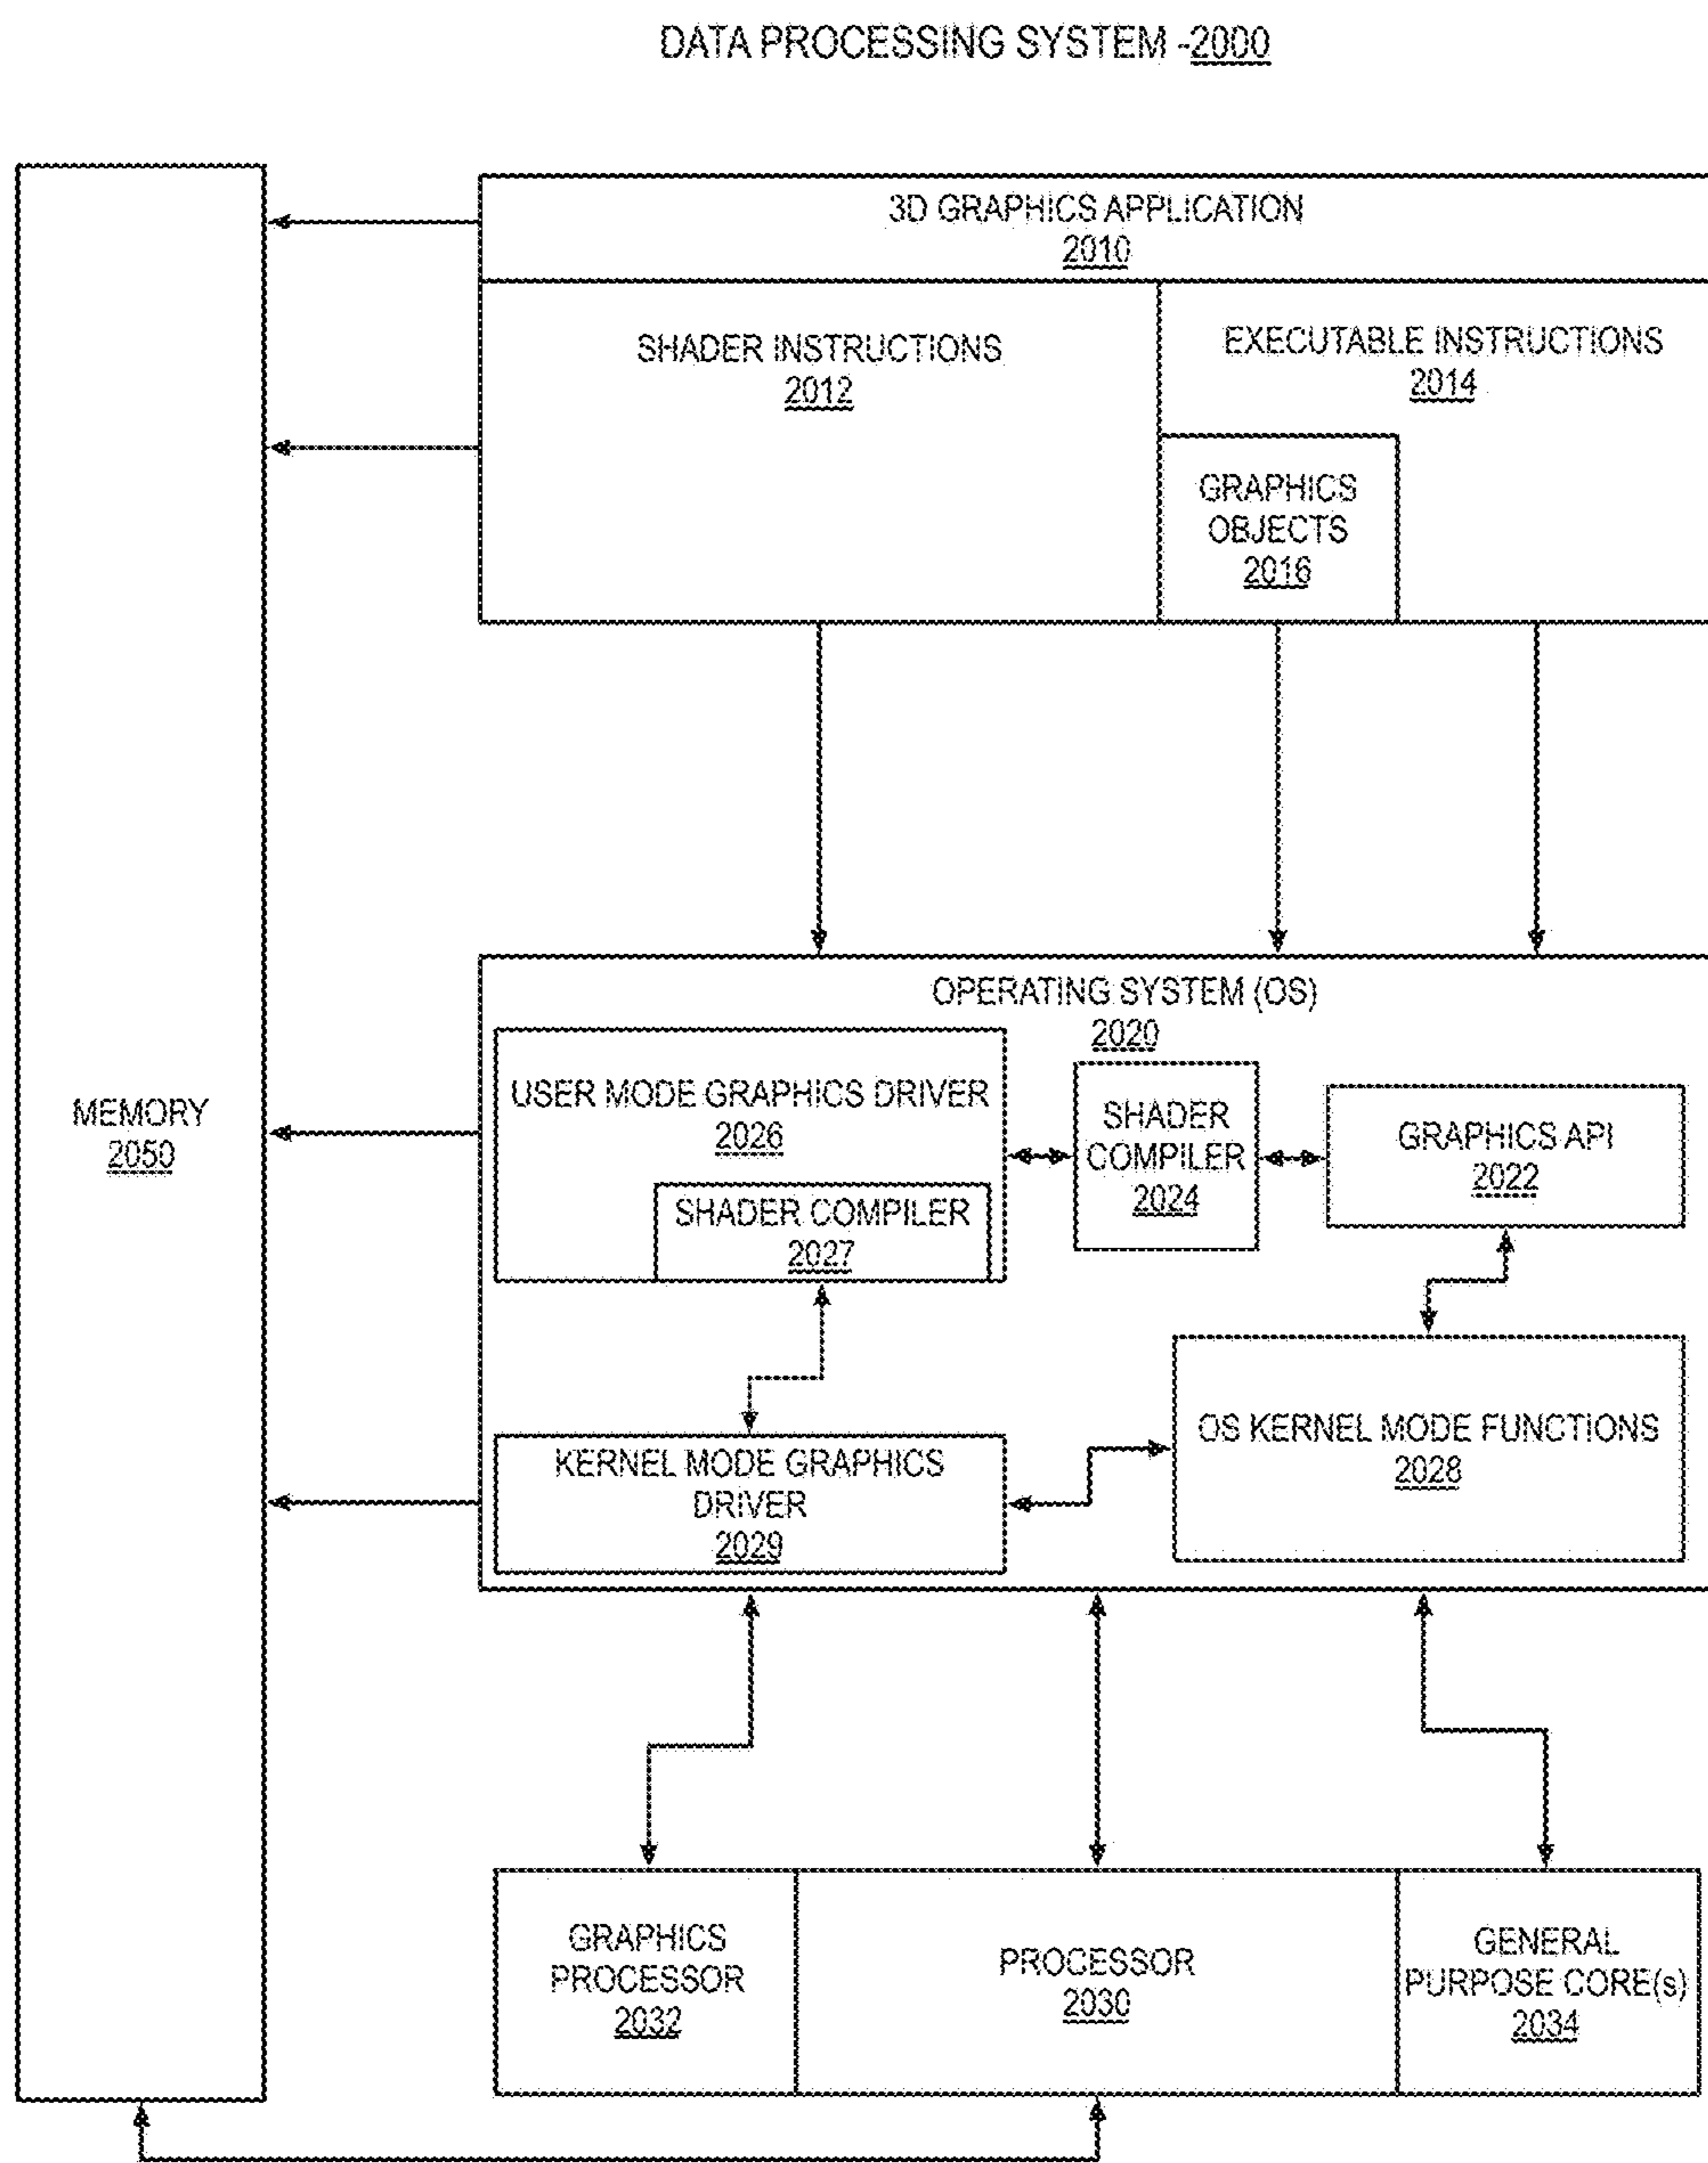 DATA PROCESSING SYSTEM -2000
3D GRAPHICS APPLICATION
2010
SHADER INSTRUCTIONS
2012
EXECUTABLE INSTRUCTIONS
2014
GRAPHICS
OBJECTS
2016
MEMORY
2050
OPERATING SYSTEM (OS)
2020
USER MODE GRAPHICS DRIVER
2026
SHADER COMPILER
2027
SHADER
COMPILER
2024
GRAPHICS API
2022
KERNEL MODE GRAPHICS
DRIVER
2029
OS KERNEL MODE FUNCTIONS
2028
GRAPHICS
PROCESSOR
2032
PROCESSOR
2030
GENERAL
PURPOSE CORE(s)
2034